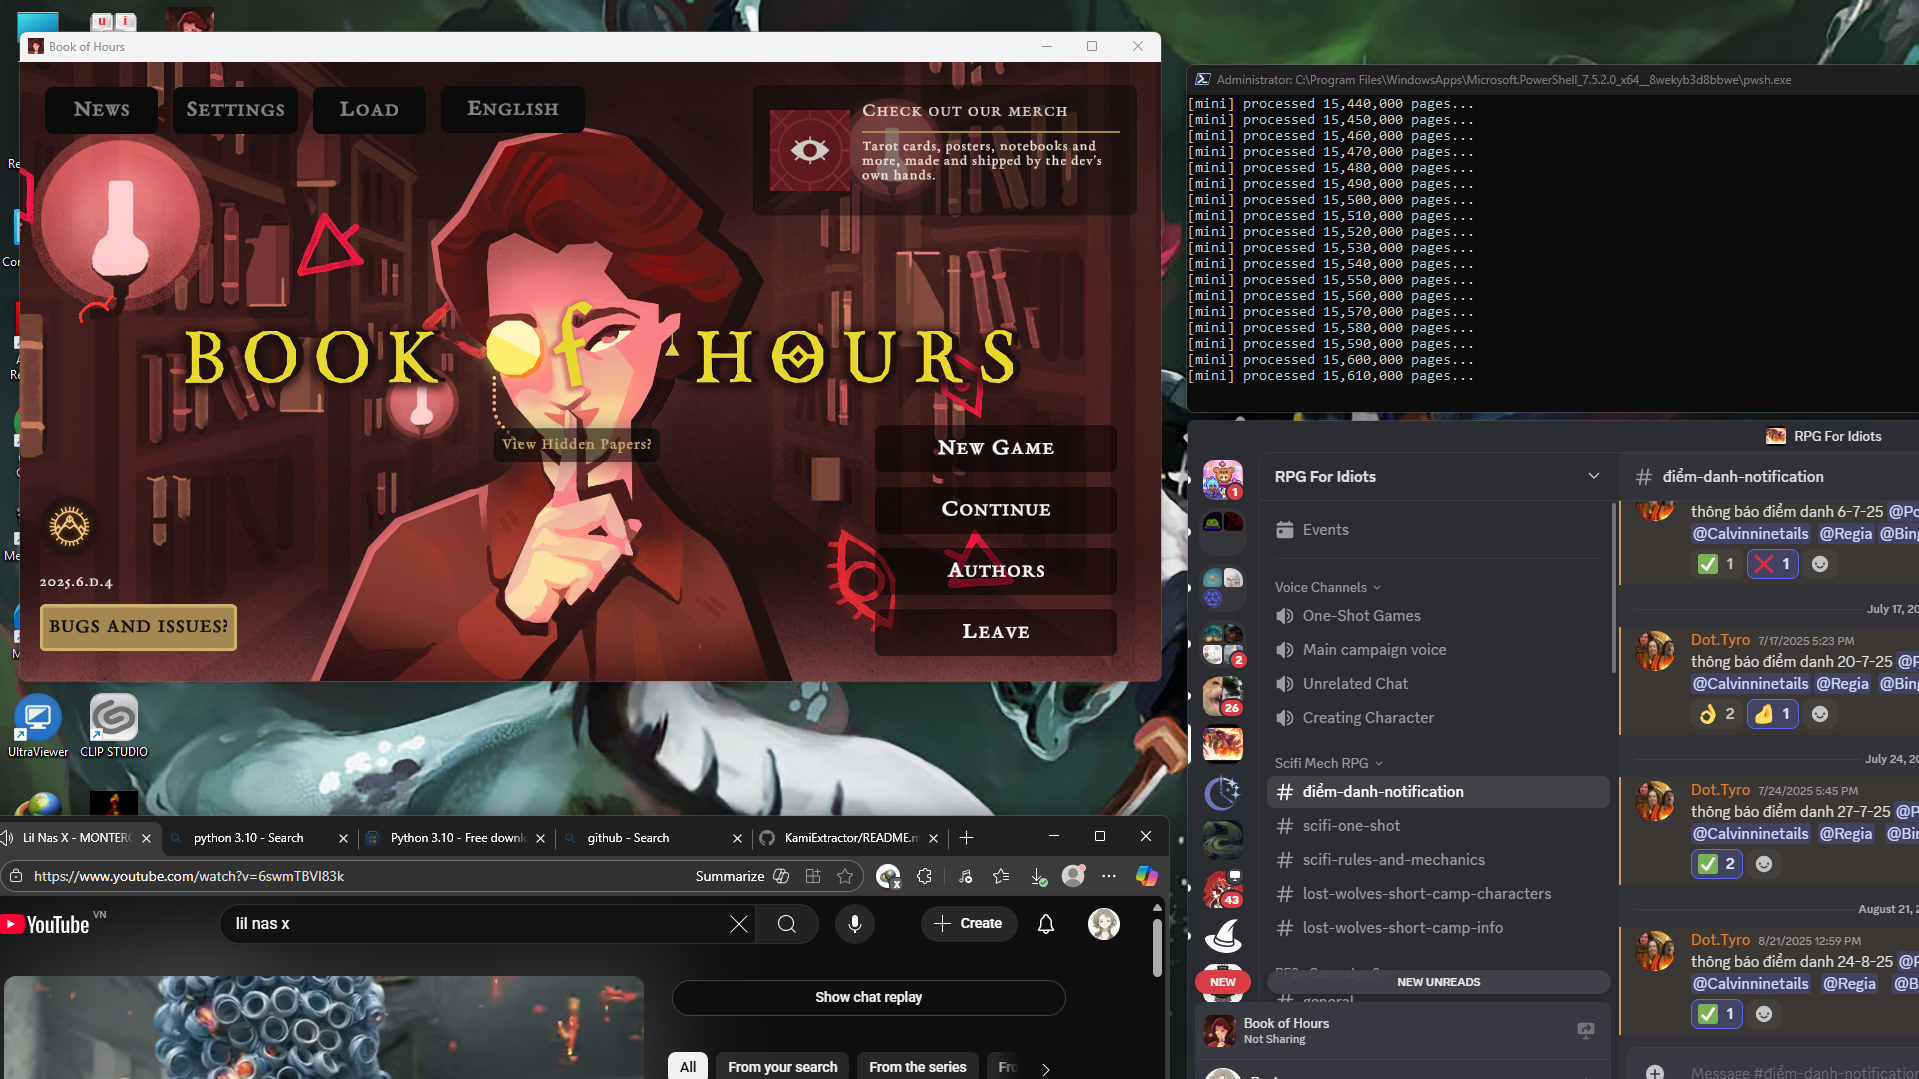 Book of Hours
News
Settings
Load
English
Check out our merch
Tarot cards, posters, notebooks and
more, made and shipped by the dev's
own hands.
BOOK of HOURS
View Hidden Papers?
New Game
Continue
Authors
Leave
2025.6.D.4
BUGS AND ISSUES?
UltraViewer
CLIP STUDIO
Administrator: C:\Program Files\WindowsApps\Microsoft.PowerShell_7.5.2.0_x64__8wekyb3d8bbwe\pwsh.exe
[mini] processed 15,440,000 pages...
[mini] processed 15,450,000 pages...
[mini] processed 15,460,000 pages...
[mini] processed 15,470,000 pages...
[mini] processed 15,480,000 pages...
[mini] processed 15,490,000 pages...
[mini] processed 15,500,000 pages...
[mini] processed 15,510,000 pages...
[mini] processed 15,520,000 pages...
[mini] processed 15,530,000 pages...
[mini] processed 15,540,000 pages...
[mini] processed 15,550,000 pages...
[mini] processed 15,560,000 pages...
[mini] processed 15,570,000 pages...
[mini] processed 15,580,000 pages...
[mini] processed 15,590,000 pages...
[mini] processed 15,600,000 pages...
[mini] processed 15,610,000 pages...
RPG For Idiots
RPG For Idiots
Events
Voice Channels
One-Shot Games
Main campaign voice
Unrelated Chat
Creating Character
Scifi Mech RPG
# điểm-danh-notification
# scifi-one-shot
# scifi-rules-and-mechanics
# lost-wolves-short-camp-characters
# lost-wolves-short-camp-info
PF2e Campaign 2
# general
NEW
NEW UNREADS
1
2
26
43
Book of Hours
Not Sharing
# điểm-danh-notification
thông báo điểm danh 6-7-25
@Calvinninetails @Regia
1 1
July 17,
Dot.Tyro 7/17/2025 5:23 PM
thông báo điểm danh 20-7-25
@Calvinninetails @Regia
2 1
July 24,
Dot.Tyro 7/24/2025 5:45 PM
thông báo điểm danh 27-7-25
@Calvinninetails @Regia
2
August 21,
Dot.Tyro 8/21/2025 12:59 PM
thông báo điểm danh 24-8-25
@Calvinninetails @Regia
1
Message #điểm-danh-notification
Lil Nas X - MONTERO
python 3.10 - Search
Python 3.10 - Free downl
github - Search
KamiExtractor/README.m
https://www.youtube.com/watch?v=6swmTBVI83k
Summarize
YouTube VN
lil nas x
Create
Show chat replay
All
From your search
From the series